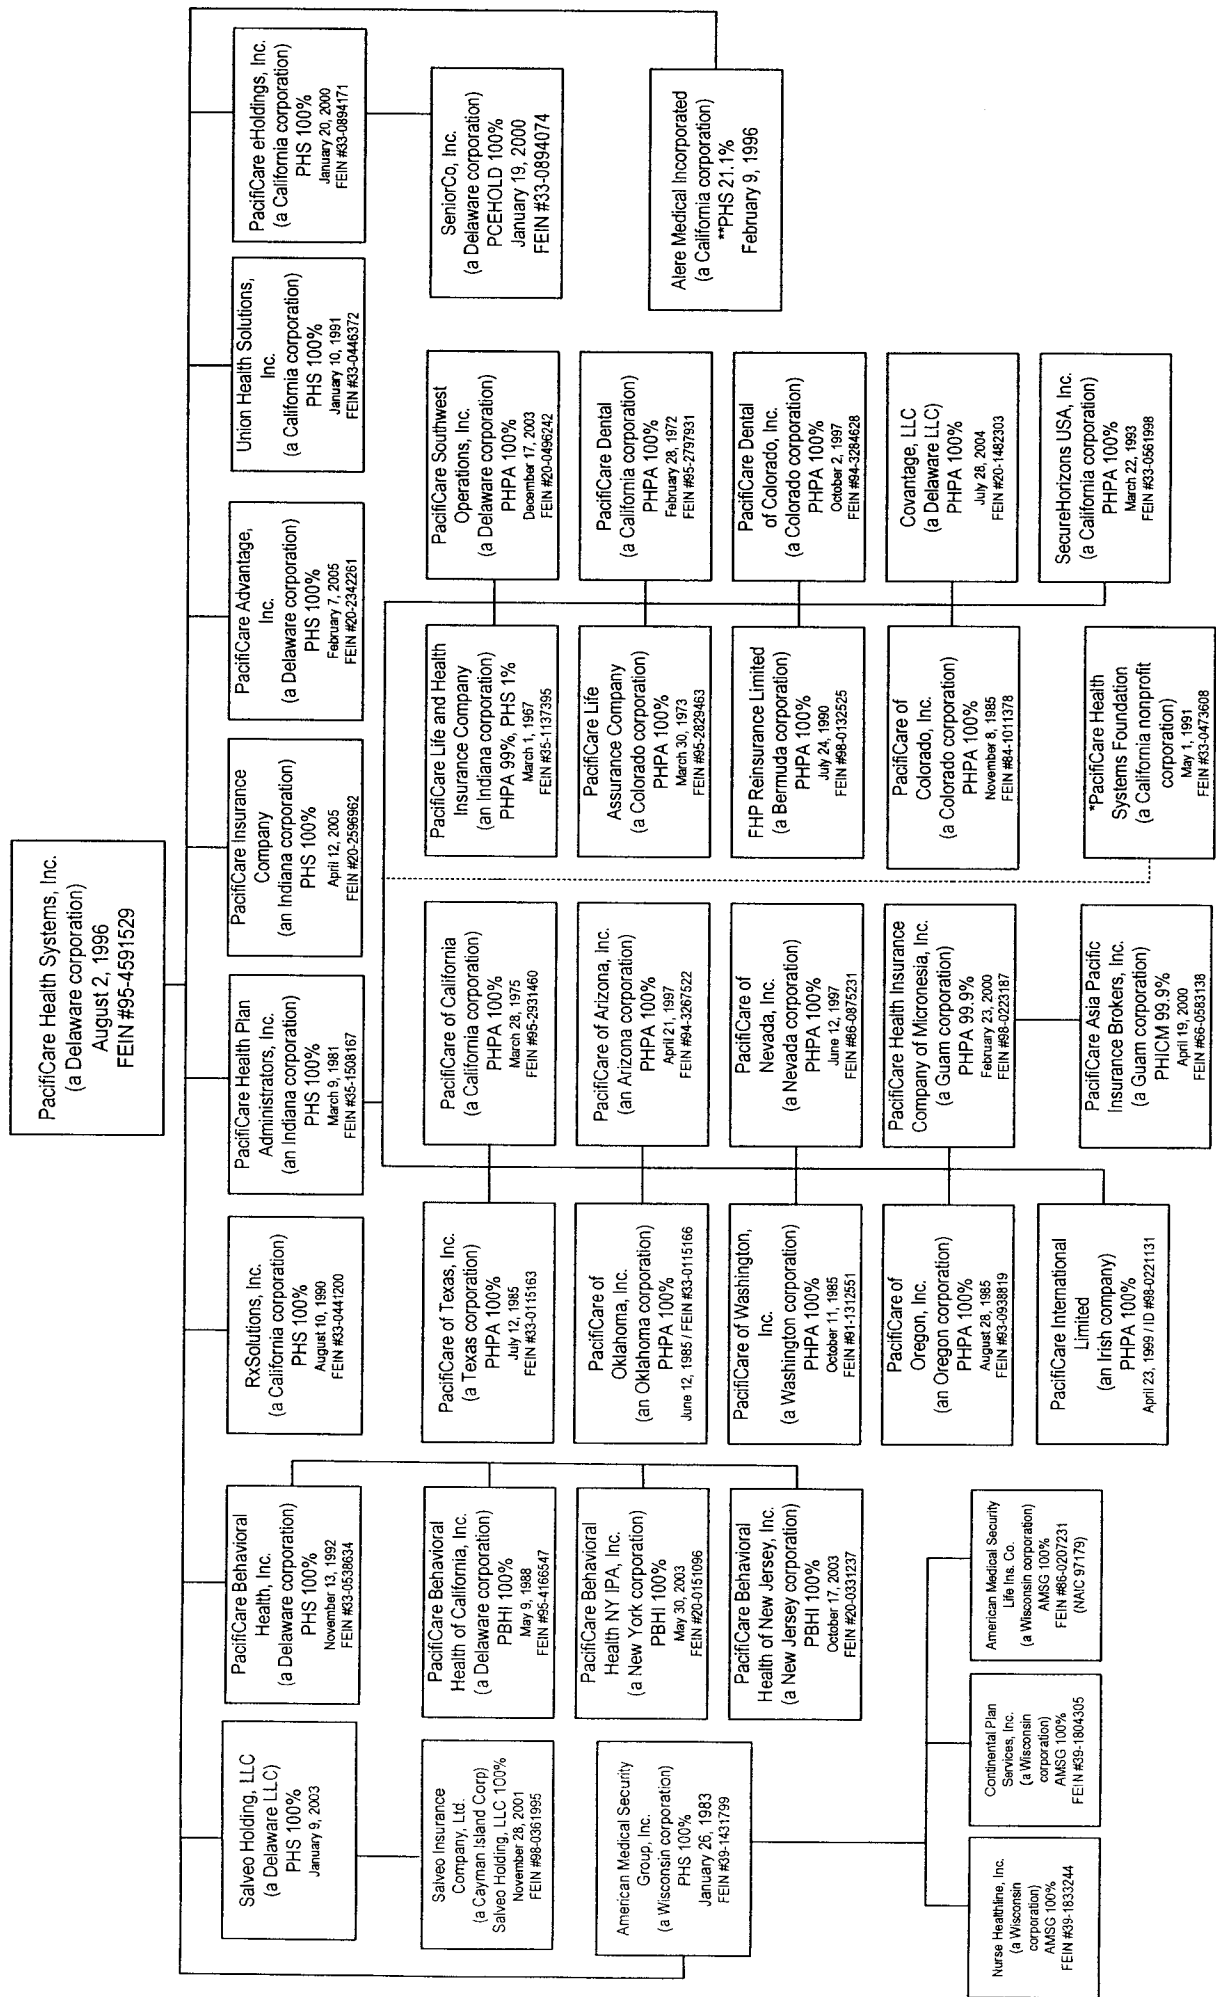 PacifiCare Health Systems, Inc.
(a Delaware corporation)
August 2, 1996
FEIN #95-4591529
Salveo Holding, LLC
(a Delaware LLC)
PHS 100%
January 9, 2003
PacifiCare Behavioral
Health, Inc.
(a Delaware corporation)
PHS 100%
November 13, 1992
FEIN #33-0538634
RxSolutions, Inc.
(a California corporation)
PHS 100%
August 10, 1990
FEIN #33-0441200
PacifiCare Health Plan
Administrators, Inc.
(an Indiana corporation)
PHS 100%
March 9, 1981
FEIN #35-1508167
PacifiCare Insurance
Company
(an Indiana corporation)
PHS 100%
April 12, 2005
FEIN #20-2596962
PacifiCare Advantage,
Inc.
(a Delaware corporation)
PHS 100%
February 7, 2005
FEIN #20-2342261
Union Health Solutions,
Inc.
(a California corporation)
PHS 100%
January 10, 1991
FEIN #33-0446372
PacifiCare eHoldings, Inc.
(a California corporation)
PHS 100%
January 20, 2000
FEIN #33-0894171
Salveo Insurance
Company, Ltd.
(a Cayman Island Corp)
Salveo Holding, LLC 100%
November 28, 2001
FEIN #98-0361995
PacifiCare Behavioral
Health of California, Inc.
(a Delaware corporation)
PBHI 100%
May 9, 1988
FEIN #95-4166547
PacifiCare of Texas, Inc.
(a Texas corporation)
PHPA 100%
July 12, 1985
FEIN #33-0115163
PacifiCare of California
(a California corporation)
PHPA 100%
March 28, 1975
FEIN #95-2931460
PacifiCare Life and Health
Insurance Company
(an Indiana corporation)
PHPA 99%, PHS 1%
March 1, 1967
FEIN #35-1137395
PacifiCare Southwest
Operations, Inc.
(a Delaware corporation)
PHPA 100%
December 17, 2003
FEIN #20-0496242
SeniorCo, Inc.
(a Delaware corporation)
PCEHOLD 100%
January 19, 2000
FEIN #33-0894074
American Medical Security
Group, Inc.
(a Wisconsin corporation)
PHS 100%
January 26, 1983
FEIN #39-1431799
PacifiCare Behavioral
Health NY IPA, Inc.
(a New York corporation)
PBHI 100%
May 30, 2003
FEIN #20-0151096
PacifiCare of
Oklahoma, Inc.
(an Oklahoma corporation)
PHPA 100%
June 12, 1985 / FEIN #33-0115166
PacifiCare of Arizona, Inc.
(an Arizona corporation)
PHPA 100%
April 21, 1997
FEIN #94-3267522
PacifiCare Life
Assurance Company
(a Colorado corporation)
PHPA 100%
March 30, 1973
FEIN #95-2829463
PacifiCare Dental
(a California corporation)
PHPA 100%
February 28, 1972
FEIN #95-2797931
Alere Medical Incorporated
(a California corporation)
**PHS 21.1%
February 9, 1996
PacifiCare Behavioral
Health of New Jersey, Inc.
(a New Jersey corporation)
PBHI 100%
October 17, 2003
FEIN #20-0331237
PacifiCare of Washington,
Inc.
(a Washington corporation)
PHPA 100%
October 11, 1985
FEIN #91-1312551
PacifiCare of
Nevada, Inc.
(a Nevada corporation)
PHPA 100%
June 12, 1997
FEIN #86-0875231
FHP Reinsurance Limited
(a Bermuda corporation)
PHPA 100%
July 24, 1990
FEIN #98-0132525
PacifiCare Dental
of Colorado, Inc.
(a Colorado corporation)
PHPA 100%
October 2, 1997
FEIN #94-3284628
PacifiCare of
Oregon, Inc.
(an Oregon corporation)
PHPA 100%
August 28, 1985
FEIN #93-0938819
PacifiCare Health Insurance
Company of Micronesia, Inc.
(a Guam corporation)
PHPA 99.9%
February 23, 2000
FEIN #98-0223187
PacifiCare of
Colorado, Inc.
(a Colorado corporation)
PHPA 100%
November 8, 1985
FEIN #84-1011378
Covantage, LLC
(a Delaware LLC)
PHPA 100%
July 28, 2004
FEIN #20-1482303
Nurse Healthline, Inc.
(a Wisconsin
corporation)
AMSG 100%
FEIN #39-1833244
Continental Plan
Services, Inc.
(a Wisconsin
corporation)
AMSG 100%
FEIN #39-1804305
American Medical Security
Life Ins. Co.
(a Wisconsin corporation)
AMSG 100%
FEIN #86-0207231
(NAIC 97179)
PacifiCare International
Limited
(an Irish company)
PHPA 100%
April 23, 1999 / ID #98-0221131
PacifiCare Asia Pacific
Insurance Brokers, Inc.
(a Guam corporation)
PHICM 99.9%
April 19, 2000
FEIN #66-0583138
*PacifiCare Health
Systems Foundation
(a California nonprofit
corporation)
May 1, 1991
FEIN #33-0473608
SecureHorizons USA, Inc.
(a California corporation)
PHPA 100%
March 22, 1993
FEIN #33-0561998